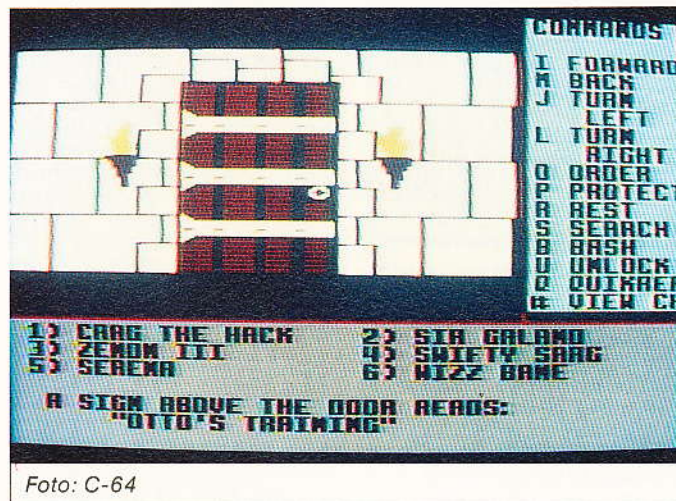 COMMANDS
I FORWARD
M BACK
J TURN
LEFT
L TURN
RIGHT
O ORDER
P PROTECT
R REST
S SEARCH
B BASH
U UNLOCK
Q QUIKREF
# VIEW CH
1) CRAG THE HACK 2) SIR GALAND
3) ZENON III 4) SWIFTY SARG
5) SERENA 6) WIZZ BANE
A SIGN ABOVE THE DOOR READS:
"OTTO'S TRAINING"
Foto: C-64